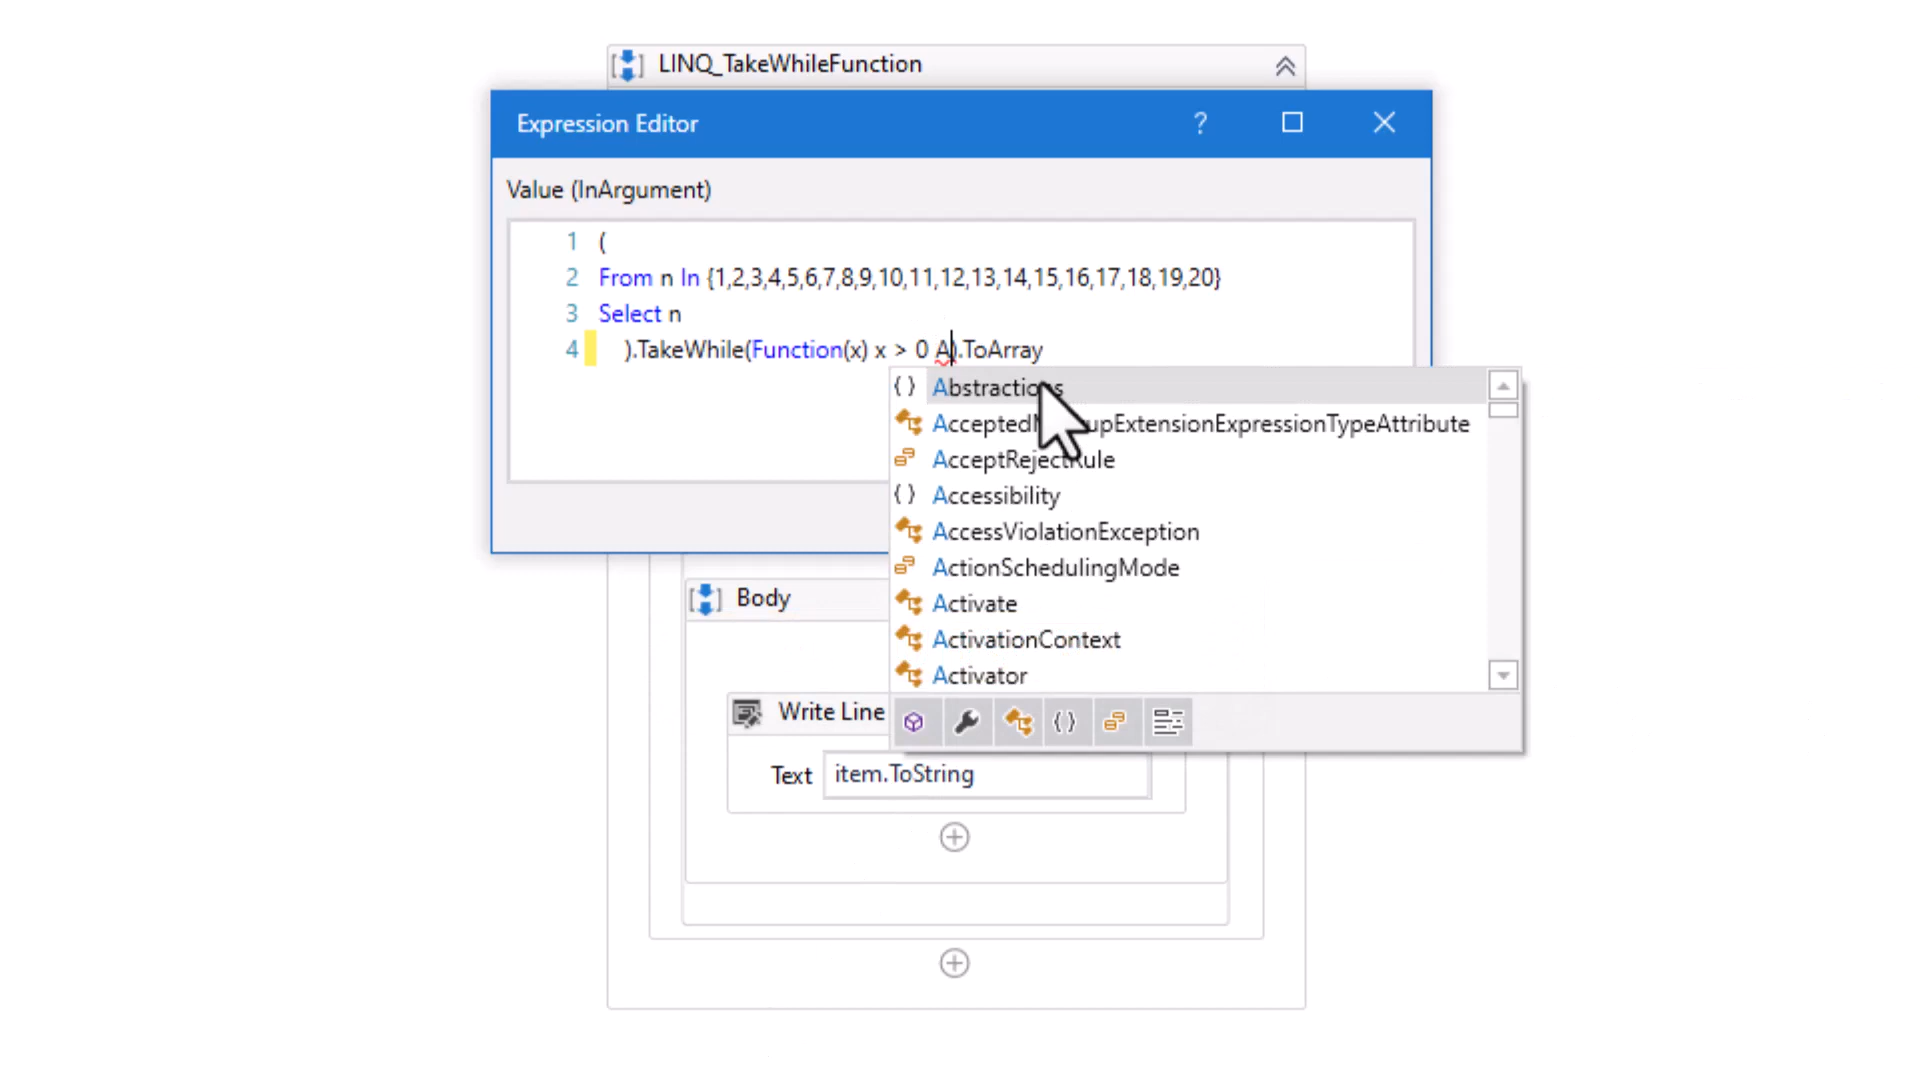 LINQ_TakeWhileFunction
Expression Editor
?
Value (InArgument)
1 (
2 From n In {1,2,3,4,5,6,7,8,9,10,11,12,13,14,15,16,17,18,19,20}
3 Select n
4 ).TakeWhile(Function(x) x > 0 A).ToArray
{} Abstractions
AcceptRejectRule
{} Accessibility
AccessViolationException
ActionSchedulingMode
Activate
ActivationContext
Activator
{}
Body
Write Line
Text item.ToString